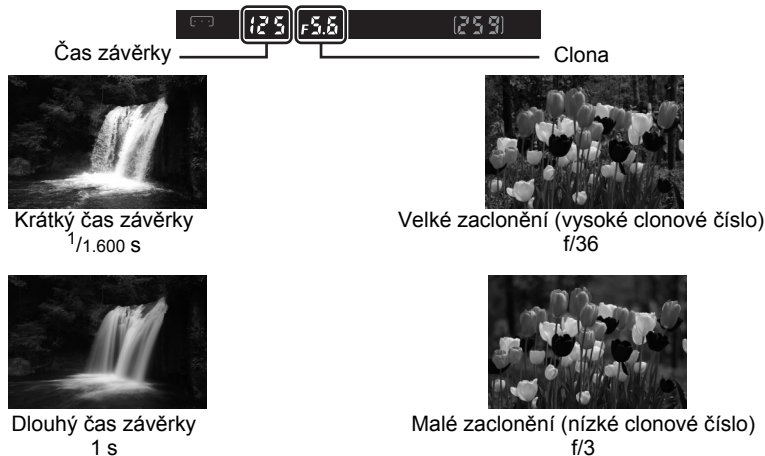 125 F5.6 [259]
Čas závěrky
Clona
Krátký čas závěrky
1/1.600 s
Velké zaclonění (vysoké clonové číslo)
f/36
Dlouhý čas závěrky
1 s
Malé zaclonění (nízké clonové číslo)
f/3